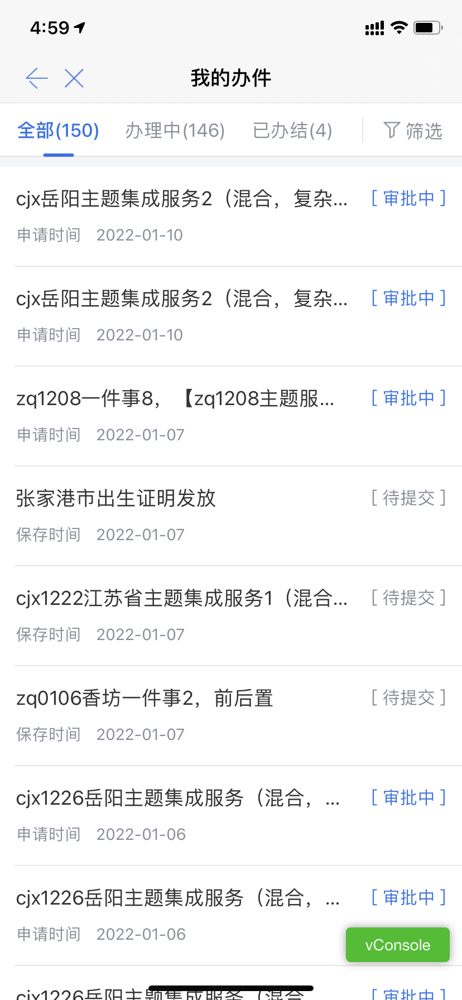 4:59
我的办件
全部(150) 办理中(146) 已办结(4) 筛选
cjx岳阳主题集成服务2（混合，复杂... [ 审批中 ]
申请时间 2022-01-10
cjx岳阳主题集成服务2（混合，复杂... [ 审批中 ]
申请时间 2022-01-10
zq1208一件事8，【zq1208主题服... [ 审批中 ]
申请时间 2022-01-07
张家港市出生证明发放 [ 待提交 ]
保存时间 2022-01-07
cjx1222江苏省主题集成服务1（混合... [ 待提交 ]
保存时间 2022-01-07
zq0106香坊一件事2，前后置 [ 待提交 ]
保存时间 2022-01-07
cjx1226岳阳主题集成服务（混合，... [ 审批中 ]
申请时间 2022-01-06
cjx1226岳阳主题集成服务（混合，... [ 审批中 ]
申请时间 2022-01-06
vConsole
cjx1226岳阳主题集成服务（混合 [ 审批中 ]